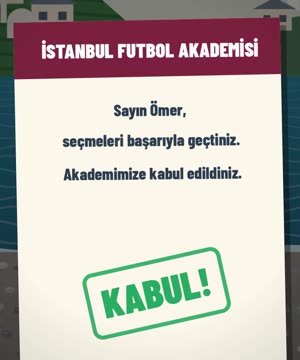 İSTANBUL FUTBOL AKADEMİSİ
Sayın Ömer,
seçmeleri başarıyla geçtiniz.
Akademimize kabul edildiniz.
KABUL!